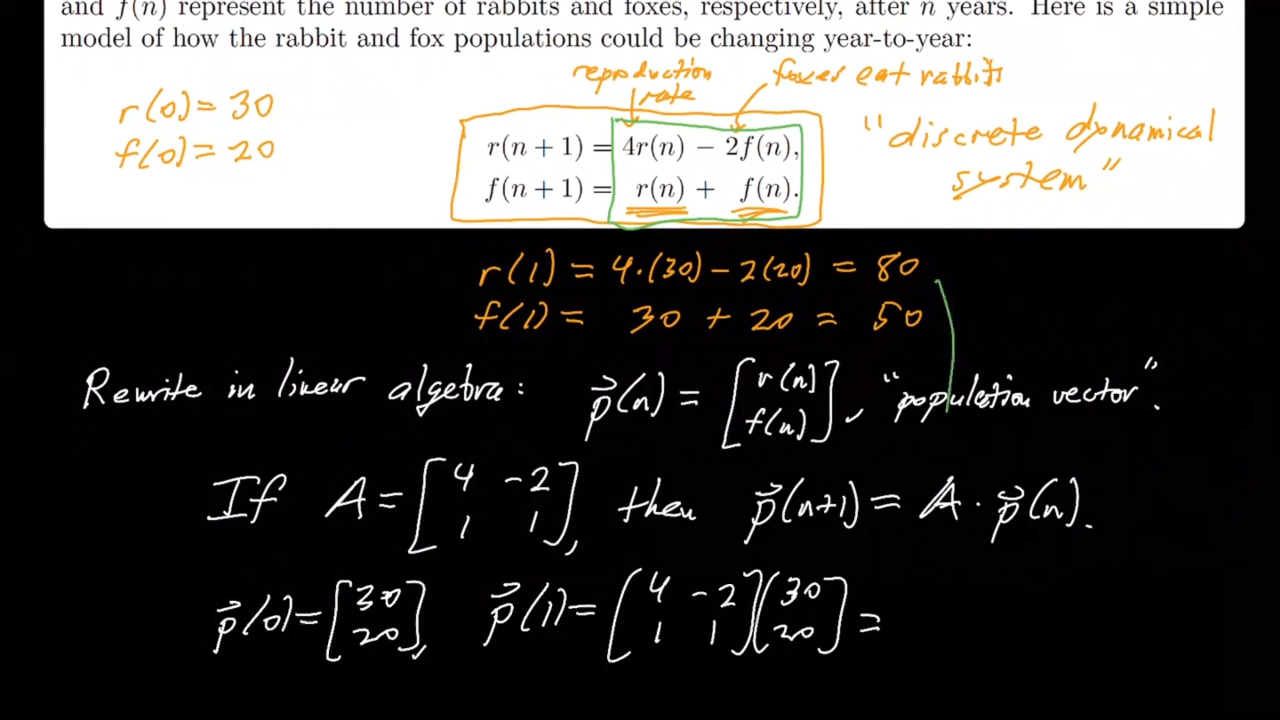 and f(n) represent the number of rabbits and foxes, respectively, after n years. Here is a simple
model of how the rabbit and fox populations could be changing year-to-year:
reproduction rate
foxes eat rabbits
r(0) = 30
f(0) = 20
r(n + 1) = 4r(n) − 2f(n),
f(n + 1) = r(n) + f(n).
"discrete dynamical
system"
r(1) = 4·(30) − 2(20) = 80
f(1) = 30 + 20 = 50
Rewrite in linear algebra: p⃗(n) = [r(n) f(n)], "population vector".
If A = [4 −2 1 1], then p⃗(n+1) = A · p⃗(n).
p⃗(0) = [30 20], p⃗(1) = [4 −2 1 1][30 20] =